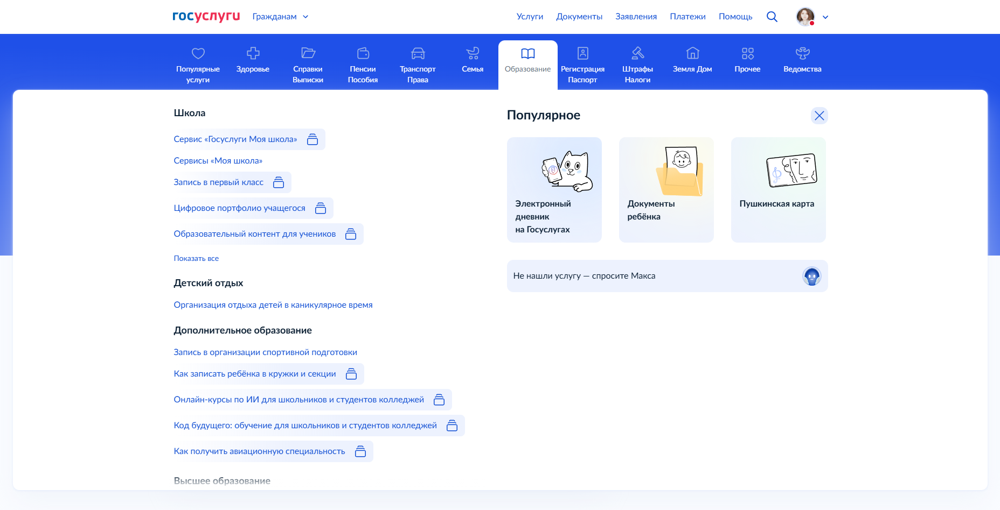 госуслуги
Гражданам
Услуги
Документы
Заявления
Платежи
Помощь
Популярные
услуги
Здоровье
Справки
Выписки
Пенсии
Пособия
Транспорт
Права
Семья
Образование
Регистрация
Паспорт
Штрафы
Налоги
Земля Дом
Прочее
Ведомства
Школа
Сервис «Госуслуги Моя школа»
Сервисы «Моя школа»
Запись в первый класс
Цифровое портфолио учащегося
Образовательный контент для учеников
Показать все
Детский отдых
Организация отдыха детей в каникулярное время
Дополнительное образование
Запись в организации спортивной подготовки
Как записать ребёнка в кружки и секции
Онлайн-курсы по ИИ для школьников и студентов колледжей
Код будущего: обучение для школьников и студентов колледжей
Как получить авиационную специальность
Высшее образование
Популярное
Электронный
дневник
на Госуслугах
Документы
ребёнка
Пушкинская карта
Не нашли услугу — спросите Макса